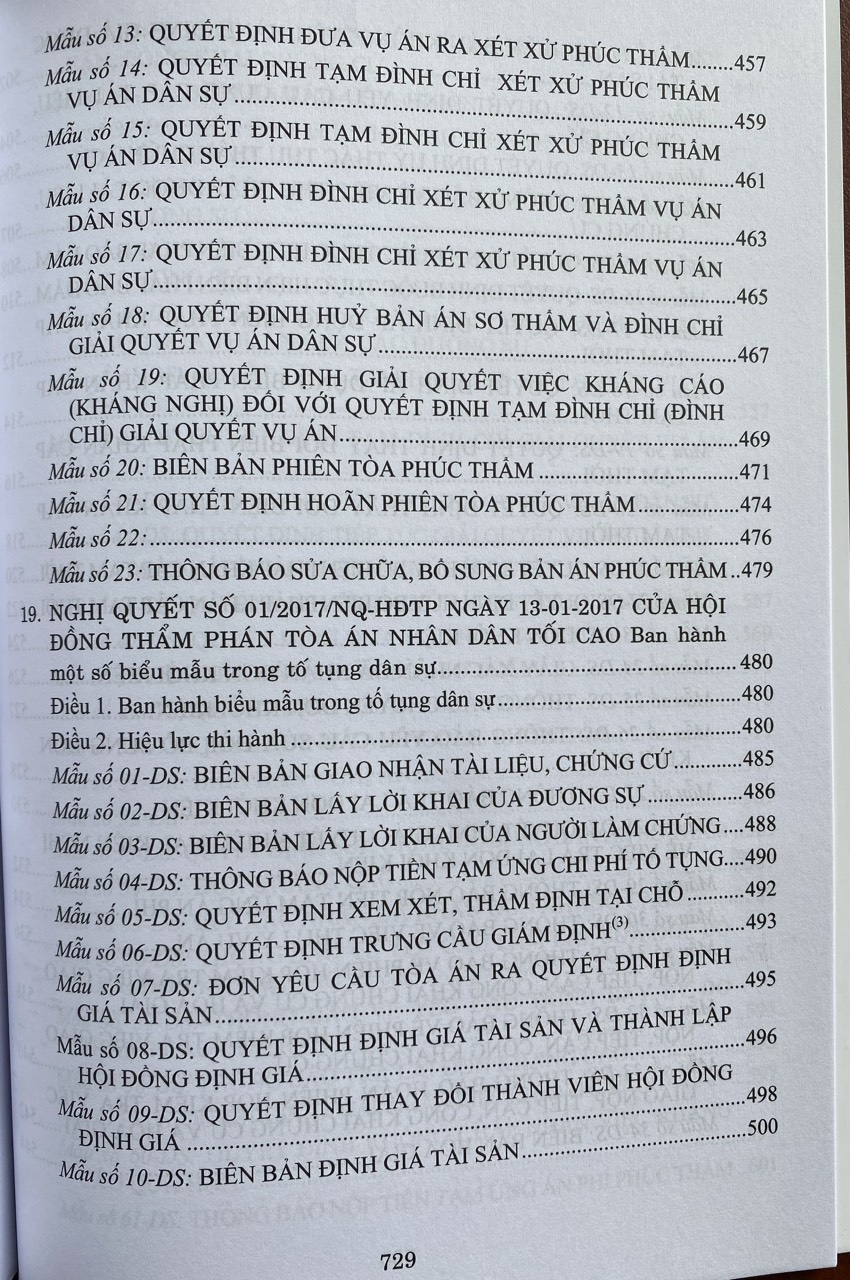 Mẫu số 13: QUYẾT ĐỊNH ĐƯA VỤ ÁN RA XÉT XỬ PHÚC THẨM..................457
Mẫu số 14: QUYẾT ĐỊNH TẠM ĐÌNH CHỈ XÉT XỬ PHÚC THẨM
VỤ ÁN DÂN SỰ..................459
Mẫu số 15: QUYẾT ĐỊNH TẠM ĐÌNH CHỈ XÉT XỬ PHÚC THẨM
VỤ ÁN DÂN SỰ..................461
Mẫu số 16: QUYẾT ĐỊNH ĐÌNH CHỈ XÉT XỬ PHÚC THẨM VỤ ÁN
DÂN SỰ..................463
Mẫu số 17: QUYẾT ĐỊNH ĐÌNH CHỈ XÉT XỬ PHÚC THẨM VỤ ÁN
DÂN SỰ..................465
Mẫu số 18: QUYẾT ĐỊNH HUỶ BẢN ÁN SƠ THẨM VÀ ĐÌNH CHỈ
GIẢI QUYẾT VỤ ÁN DÂN SỰ..................467
Mẫu số 19: QUYẾT ĐỊNH GIẢI QUYẾT VIỆC KHÁNG CÁO
(KHÁNG NGHỊ) ĐỐI VỚI QUYẾT ĐỊNH TẠM ĐÌNH CHỈ (ĐÌNH
CHỈ) GIẢI QUYẾT VỤ ÁN..................469
Mẫu số 20: BIÊN BẢN PHIÊN TÒA PHÚC THẨM ..................471
Mẫu số 21: QUYẾT ĐỊNH HOÃN PHIÊN TÒA PHÚC THẨM..................474
Mẫu số 22:..................476
Mẫu số 23: THÔNG BÁO SỬA CHỮA, BỔ SUNG BẢN ÁN PHÚC THẨM..479
19. NGHỊ QUYẾT SỐ 01/2017/NQ-HĐTP NGÀY 13-01-2017 CỦA HỘI
ĐỒNG THẨM PHÁN TÒA ÁN NHÂN DÂN TỐI CAO Ban hành
một số biểu mẫu trong tố tụng dân sự..................480
Điều 1. Ban hành biểu mẫu trong tố tụng dân sự..................480
Điều 2. Hiệu lực thi hành ..................480
Mẫu số 01-DS: BIÊN BẢN GIAO NHẬN TÀI LIỆU, CHỨNG CỨ..................485
Mẫu số 02-DS: BIÊN BẢN LẤY LỜI KHAI CỦA ĐƯƠNG SỰ ..................486
Mẫu số 03-DS: BIÊN BẢN LẤY LỜI KHAI CỦA NGƯỜI LÀM CHỨNG....488
Mẫu số 04-DS: THÔNG BÁO NỘP TIỀN TẠM ỨNG CHI PHÍ TỐ TỤNG....490
Mẫu số 05-DS: QUYẾT ĐỊNH XEM XÉT, THẨM ĐỊNH TẠI CHỖ ..................492
Mẫu số 06-DS: QUYẾT ĐỊNH TRƯNG CẦU GIÁM ĐỊNH(3)..................493
Mẫu số 07-DS: ĐƠN YÊU CẦU TÒA ÁN RA QUYẾT ĐỊNH ĐỊNH
GIÁ TÀI SẢN..................495
Mẫu số 08-DS: QUYẾT ĐỊNH ĐỊNH GIÁ TÀI SẢN VÀ THÀNH LẬP
HỘI ĐỒNG ĐỊNH GIÁ..................496
Mẫu số 09-DS: QUYẾT ĐỊNH THAY ĐỔI THÀNH VIÊN HỘI ĐỒNG
ĐỊNH GIÁ ..................498
Mẫu số 10-DS: BIÊN BẢN ĐỊNH GIÁ TÀI SẢN..................500
729